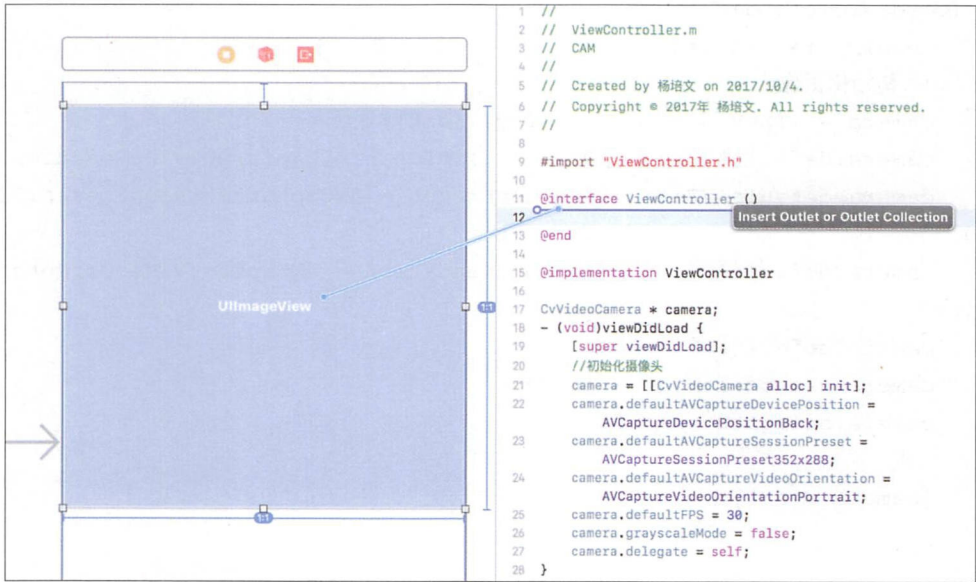 1 //
2 //  ViewController.m
3 //  CAM
4 //
5 //  Created by 杨培文 on 2017/10/4.
6 //  Copyright © 2017年 杨培文. All rights reserved.
7 //
8
9 #import "ViewController.h"
10
11 @interface ViewController ()
12
Insert Outlet or Outlet Collection
13 @end
14
15 @implementation ViewController
16
UIImageView
1:1
17 CvVideoCamera * camera;
18 - (void)viewDidLoad {
19     [super viewDidLoad];
20     //初始化摄像头
21     camera = [[CvVideoCamera alloc] init];
22     camera.defaultAVCaptureDevicePosition =
AVCaptureDevicePositionBack;
23     camera.defaultAVCaptureSessionPreset =
AVCaptureSessionPreset352x288;
24     camera.defaultAVCaptureVideoOrientation =
AVCaptureVideoOrientationPortrait;
25     camera.defaultFPS = 30;
1:1
26     camera.grayscaleMode = false;
27     camera.delegate = self;
28 }